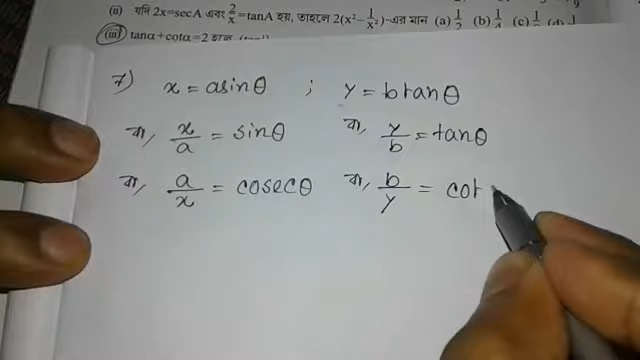 (ii) যদি 2x=secA এবং 2/x=tanA হয়, তাহলে 2(x²−1/x²)-এর মান (a) 1/2 (b) 1/4 (c)
(iii) tanα+cotα=2 হলে
7) x = asinθ ; y = btanθ
বা, x/a = sinθ বা, y/b = tanθ
বা, a/x = cosecθ বা, b/y = cot